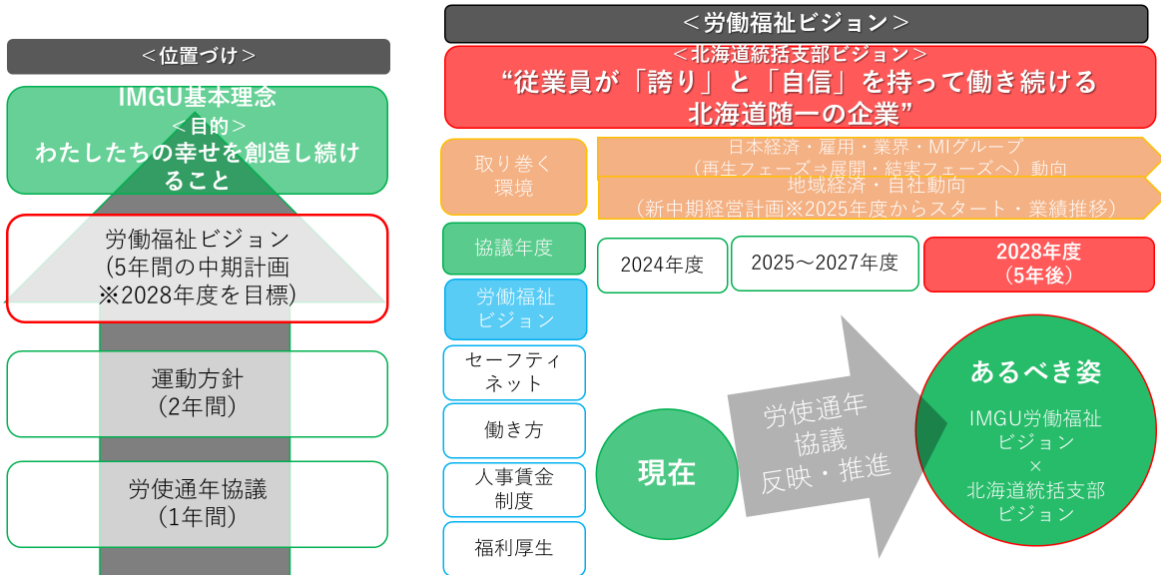 ＜位置づけ＞
IMGU基本理念
＜目的＞
わたしたちの幸せを創造し続け
ること
労働福祉ビジョン
(5年間の中期計画
※2028年度を目標)
運動方針
(2年間)
労使通年協議
(1年間)
＜労働福祉ビジョン＞
＜北海道統括支部ビジョン＞
“従業員が「誇り」と「自信」を持って働き続ける
北海道随一の企業”
取り巻く
環境
日本経済・雇用・業界・MIグループ
(再生フェーズ⇒展開・結実フェーズへ) 動向
地域経済・自社動向
(新中期経営計画※2025年度からスタート・業績推移)
協議年度
2024年度
2025～2027年度
2028年度
(5年後)
労働福祉
ビジョン
セーフティ
ネット
働き方
人事賃金
制度
福利厚生
現在
労使通年
協議
反映・推進
あるべき姿
IMGU労働福祉
ビジョン
×
北海道統括支部
ビジョン